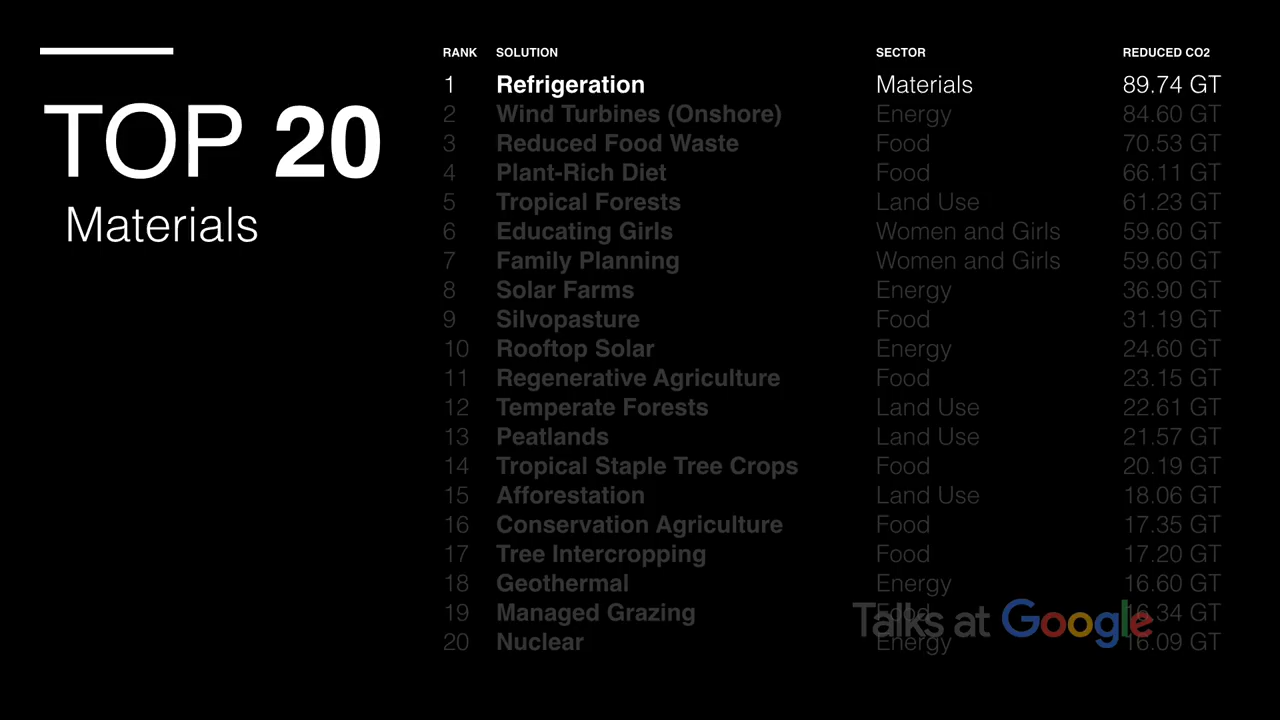 TOP 20
Materials
RANK SOLUTION SECTOR REDUCED CO2
1 Refrigeration Materials 89.74 GT
2 Wind Turbines (Onshore) Energy 84.60 GT
3 Reduced Food Waste Food 70.53 GT
4 Plant-Rich Diet Food 66.11 GT
5 Tropical Forests Land Use 61.23 GT
6 Educating Girls Women and Girls 59.60 GT
7 Family Planning Women and Girls 59.60 GT
8 Solar Farms Energy 36.90 GT
9 Silvopasture Food 31.19 GT
10 Rooftop Solar Energy 24.60 GT
11 Regenerative Agriculture Food 23.15 GT
12 Temperate Forests Land Use 22.61 GT
13 Peatlands Land Use 21.57 GT
14 Tropical Staple Tree Crops Food 20.19 GT
15 Afforestation Land Use 18.06 GT
16 Conservation Agriculture Food 17.35 GT
17 Tree Intercropping Food 17.20 GT
18 Geothermal Energy 16.60 GT
19 Managed Grazing Food 16.34 GT
20 Nuclear Energy 16.09 GT
Talks at Google